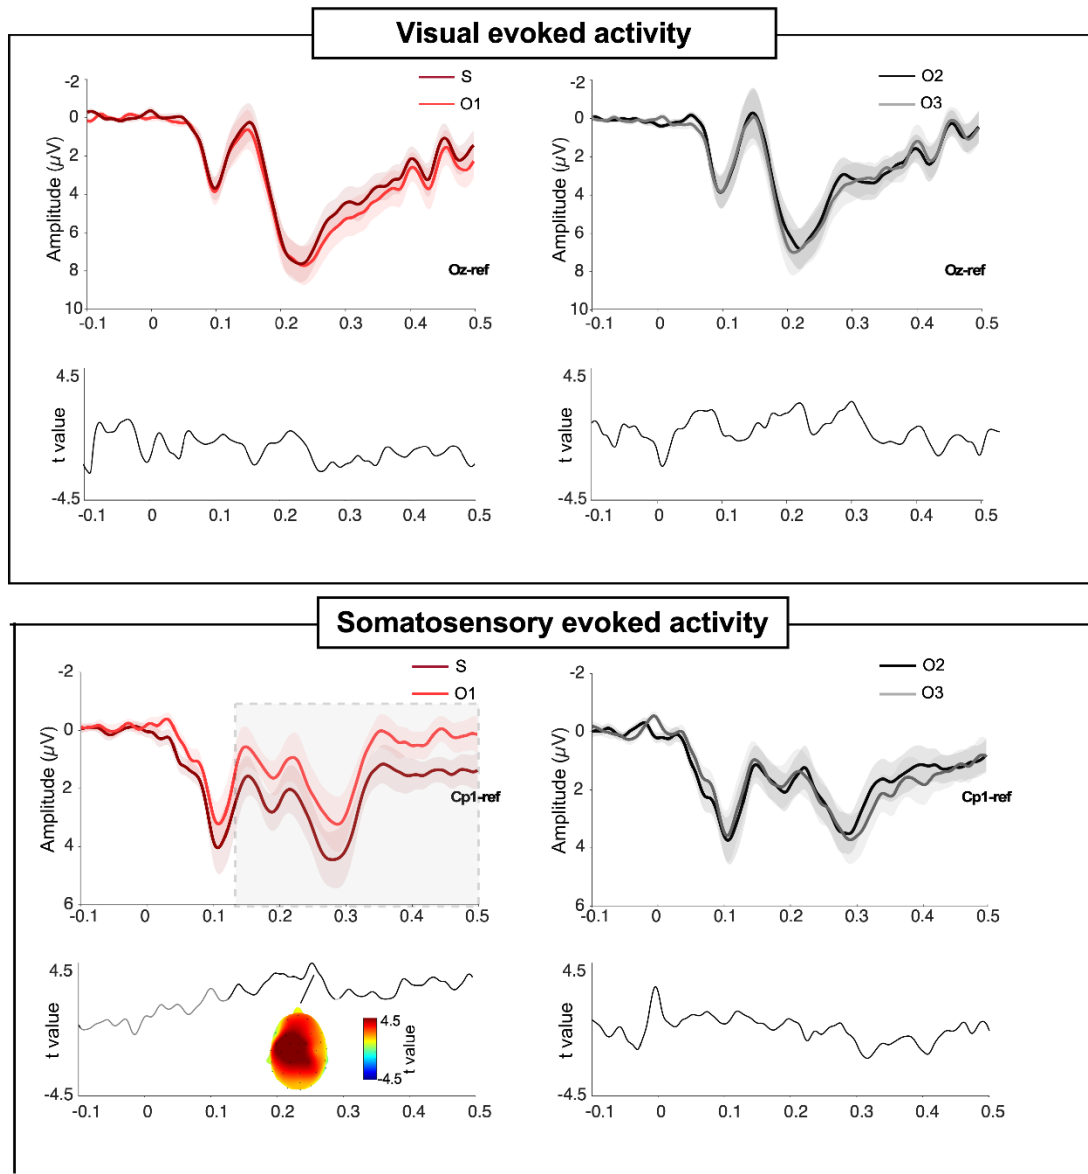 Visual evoked activity
S
O1
-2
0
2
4
6
8
10
Amplitude (µV)
Oz-ref
-0.1 0 0.1 0.2 0.3 0.4 0.5
O2
O3
-2
0
2
4
6
8
10
Amplitude (µV)
Oz-ref
-0.1 0 0.1 0.2 0.3 0.4 0.5
4.5
t value
-4.5
-0.1 0 0.1 0.2 0.3 0.4 0.5
4.5
t value
-4.5
-0.1 0 0.1 0.2 0.3 0.4 0.5
Somatosensory evoked activity
S
O1
-2
0
2
4
6
Amplitude (µV)
Cp1-ref
-0.1 0 0.1 0.2 0.3 0.4 0.5
O2
O3
-2
0
2
4
6
Amplitude (µV)
Cp1-ref
-0.1 0 0.1 0.2 0.3 0.4 0.5
4.5
t value
-4.5
4.5
t value
-4.5
-0.1 0 0.1 0.2 0.3 0.4 0.5
4.5
t value
-4.5
-0.1 0 0.1 0.2 0.3 0.4 0.5